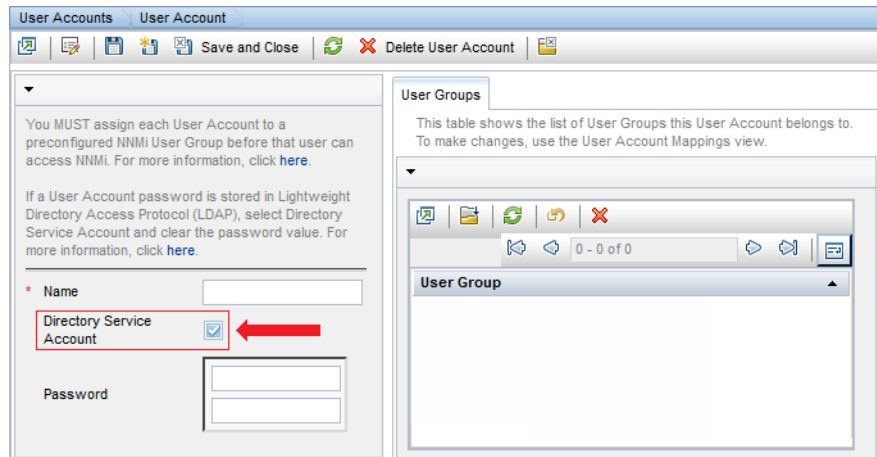 User Accounts User Account
Save and Close Delete User Account
You MUST assign each User Account to a
preconfigured NNMi User Group before that user can
access NNMi. For more information, click here.
If a User Account password is stored in Lightweight
Directory Access Protocol (LDAP), select Directory
Service Account and clear the password value. For
more information, click here.
* Name
Directory Service
Account
Password
User Groups
This table shows the list of User Groups this User Account belongs to.
To make changes, use the User Account Mappings view.
0 - 0 of 0
User Group